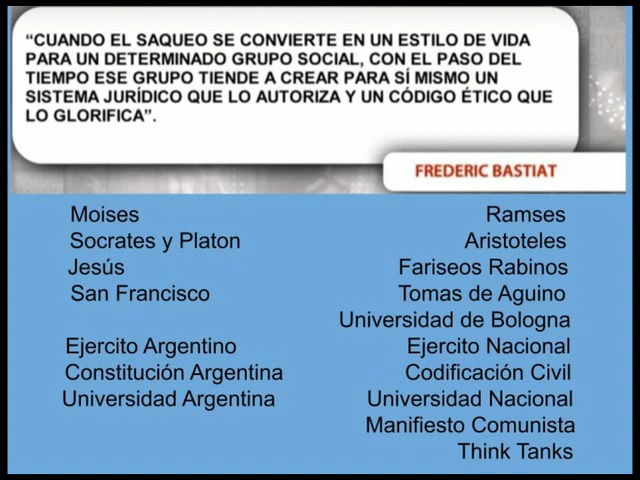 “CUANDO EL SAQUEO SE CONVIERTE EN UN ESTILO DE VIDA
PARA UN DETERMINADO GRUPO SOCIAL, CON EL PASO DEL
TIEMPO ESE GRUPO TIENDE A CREAR PARA SÍ MISMO UN
SISTEMA JURÍDICO QUE LO AUTORIZA Y UN CÓDIGO ÉTICO QUE
LO GLORIFICA”.
FREDERIC BASTIAT
Moises Ramses
Socrates y Platon Aristoteles
Jesús Fariseos Rabinos
San Francisco Tomas de Aguino
Universidad de Bologna
Ejercito Argentino Ejercito Nacional
Constitución Argentina Codificación Civil
Universidad Argentina Universidad Nacional
Manifiesto Comunista
Think Tanks